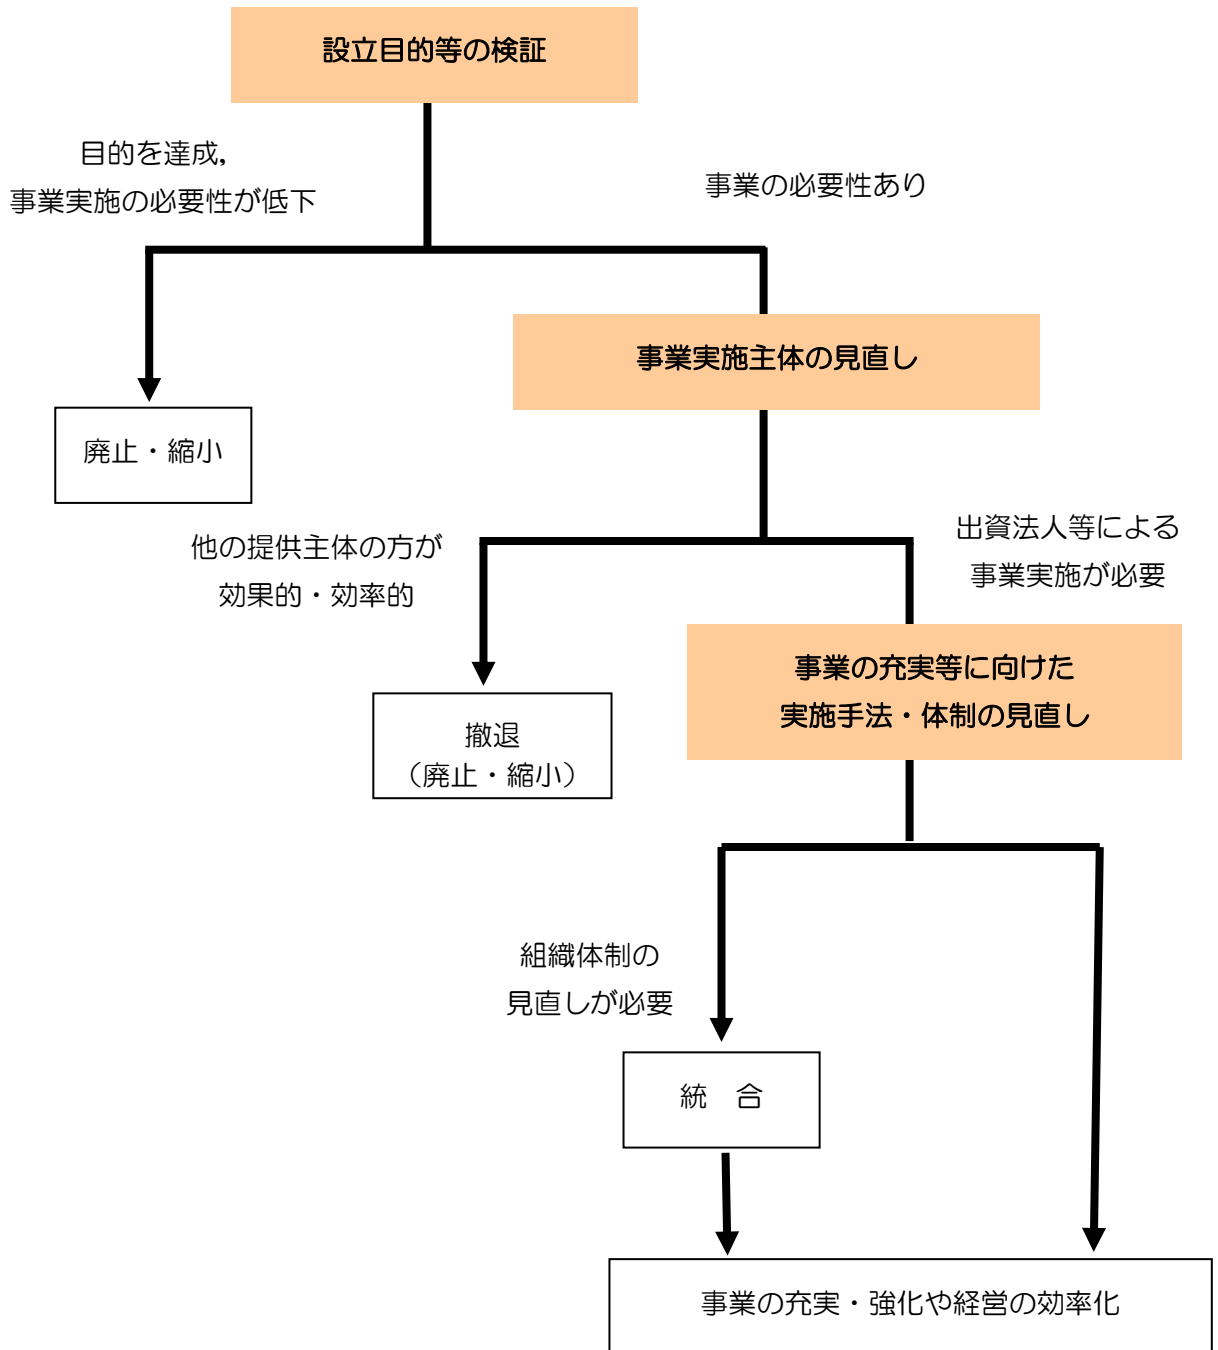 設立目的等の検証
目的を達成,
事業実施の必要性が低下
事業の必要性あり
事業実施主体の見直し
廃止・縮小
他の提供主体の方が
効果的・効率的
出資法人等による
事業実施が必要
事業の充実等に向けた
実施手法・体制の見直し
撤退
（廃止・縮小）
組織体制の
見直しが必要
統　合
事業の充実・強化や経営の効率化